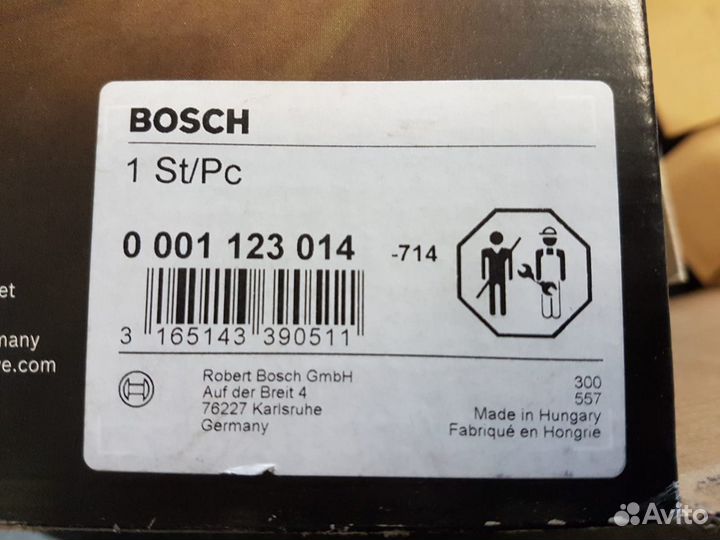 BOSCH
1 St/Pc
0 001 123 014 -714
3 165143 390511
et
many
e.com
Robert Bosch GmbH
Auf der Breit 4
76227 Karlsruhe
Germany
300
557
Made in Hungary
Fabriqué en Hongrie
Avito